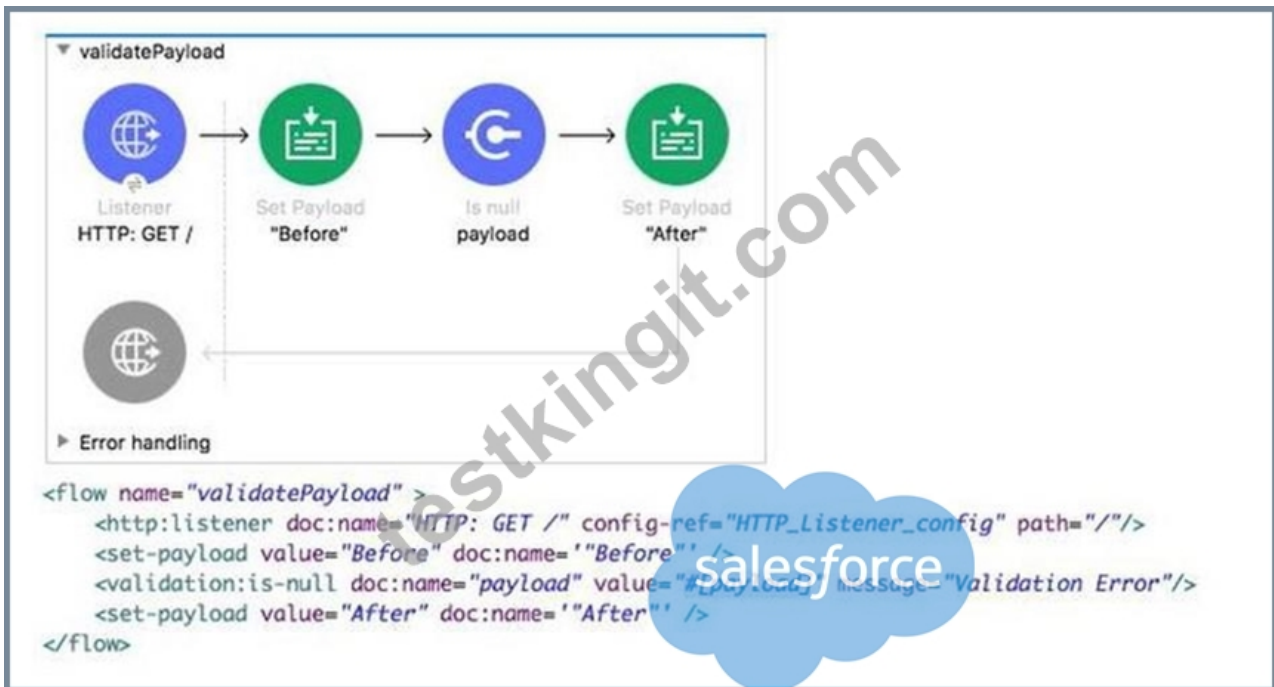 validatePayload
Listener Set Payload Is null Set Payload
HTTP: GET / "Before" payload "After"
Error handling
testkingit.com
<flow name="validatePayload" >
<http:listener doc:name="HTTP: GET /" config-ref="HTTP_Listener_config" path="/"/>
<set-payload value="Before" doc:name='"Before"' />
<validation:is-null doc:name="payload" value="#[payload]" message="Validation Error"/>
<set-payload value="After" doc:name='"After"' />
</flow>
salesforce